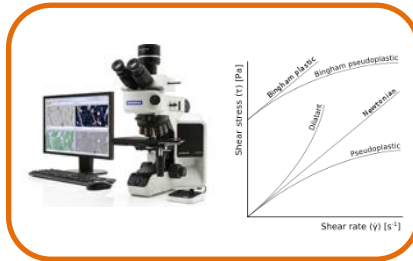 Bingham plastic
Bingham pseudoplastic
Dilatant
Newtonian
Pseudoplastic
Shear stress (τ) [Pa]
Shear rate (γ̇) [s⁻¹]